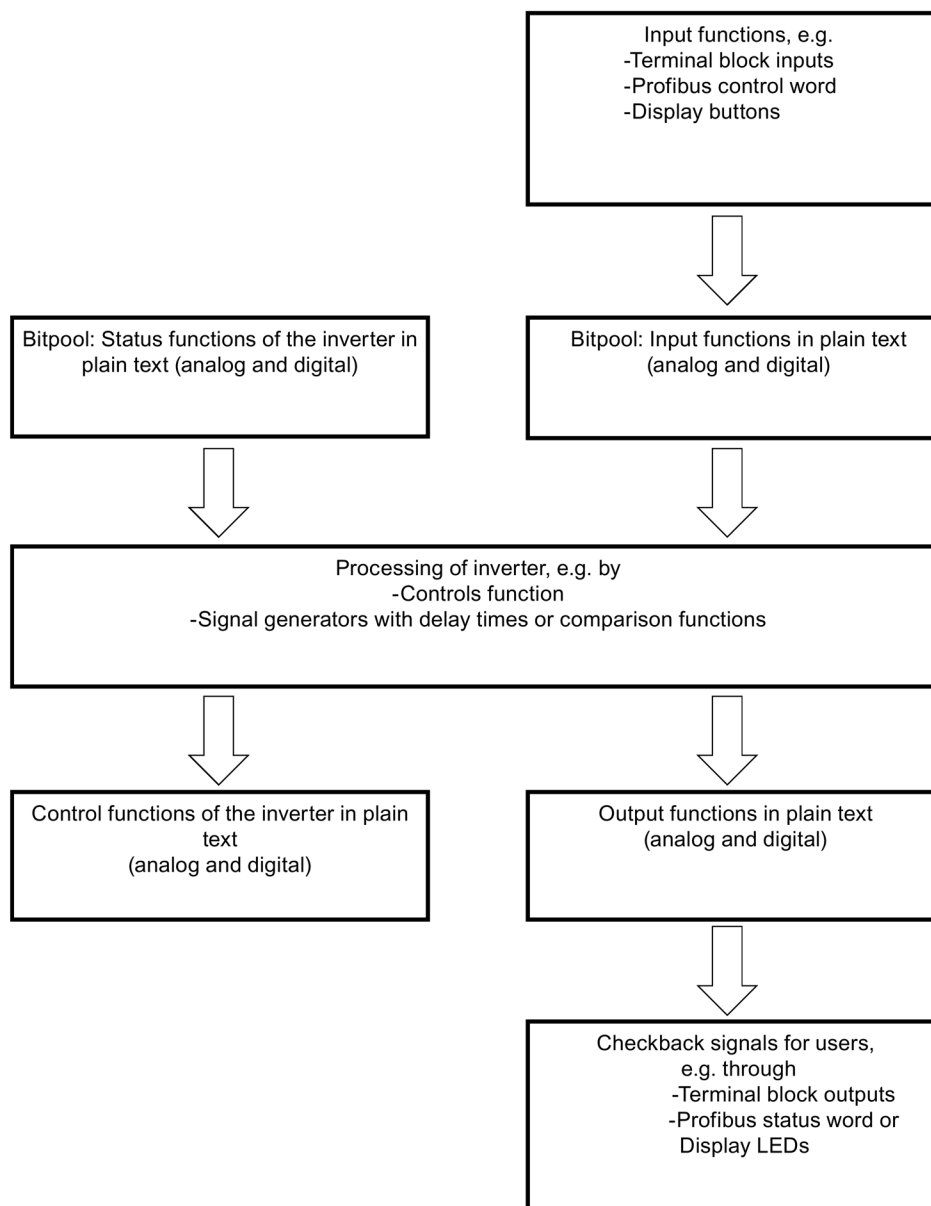 Input functions, e.g.
-Terminal block inputs
-Profibus control word
-Display buttons
Bitpool: Status functions of the inverter in
plain text (analog and digital)
Bitpool: Input functions in plain text
(analog and digital)
Processing of inverter, e.g. by
-Controls function
-Signal generators with delay times or comparison functions
Control functions of the inverter in plain
text
(analog and digital)
Output functions in plain text
(analog and digital)
Checkback signals for users,
e.g. through
-Terminal block outputs
-Profibus status word or
Display LEDs